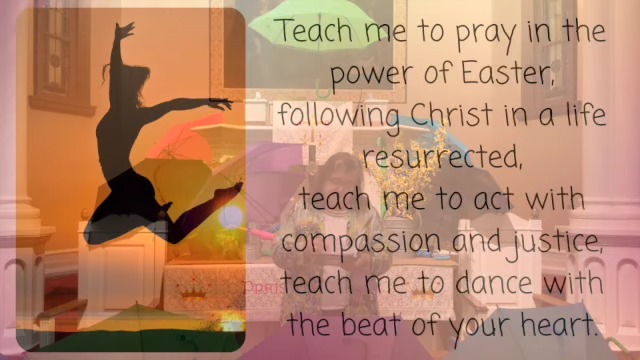 Teach me to pray in the
power of Easter,
following Christ in a life
resurrected,
teach me to act with
compassion and justice,
teach me to dance with
the beat of your heart.